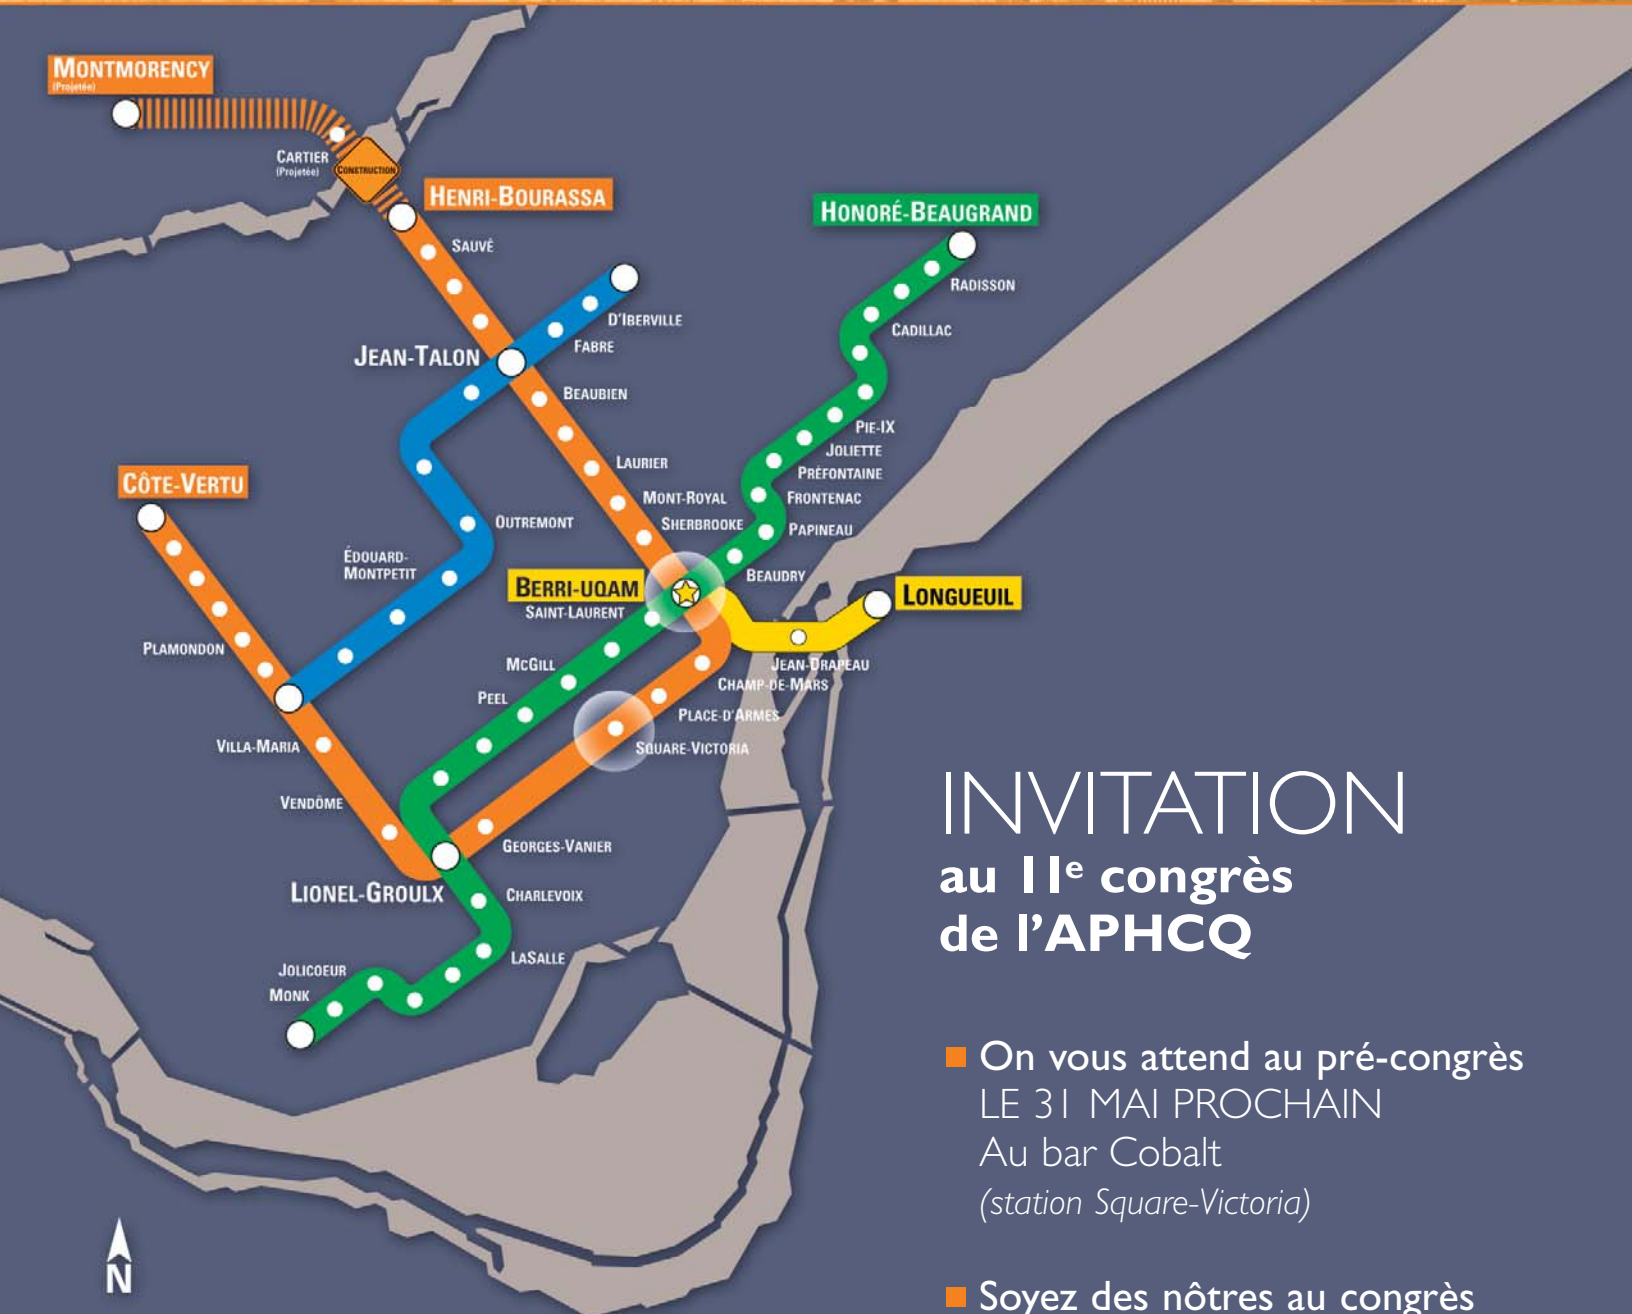 MONTMORENCY
(Projetée)
CARTIER
(Projetée)
CONSTRUCTION
HENRI-BOURASSA
SAUVÉ
HONORÉ-BEAUGRAND
RADISSON
CADILLAC
D'IBERVILLE
FABRE
JEAN-TALON
BEAUBIEN
PIE-IX
JOLIETTE
PRÉFONTAINE
FRONTENAC
PAPINEAU
BEAUDRY
LAURIER
MONT-ROYAL
SHERBROOKE
CÔTE-VERTU
OUTREMONT
ÉDOUARD-
MONTPETIT
BERRI-UQAM
SAINT-LAURENT
LONGUEUIL
JEAN-DRAPEAU
PLAMONDON
MCGILL
PEEL
CHAMP-DE-MARS
PLACE-D'ARMES
SQUARE-VICTORIA
VILLA-MARIA
VENDÔME
GEORGES-VANIER
LIONEL-GROULX
CHARLEVOIX
LASALLE
JOLICOEUR
MONK
N
INVITATION
au 11e congrès
de l'APHCQ
On vous attend au pré-congrès
LE 31 MAI PROCHAIN
Au bar Cobalt
(station Square-Victoria)
Soyez des nôtres au congrès